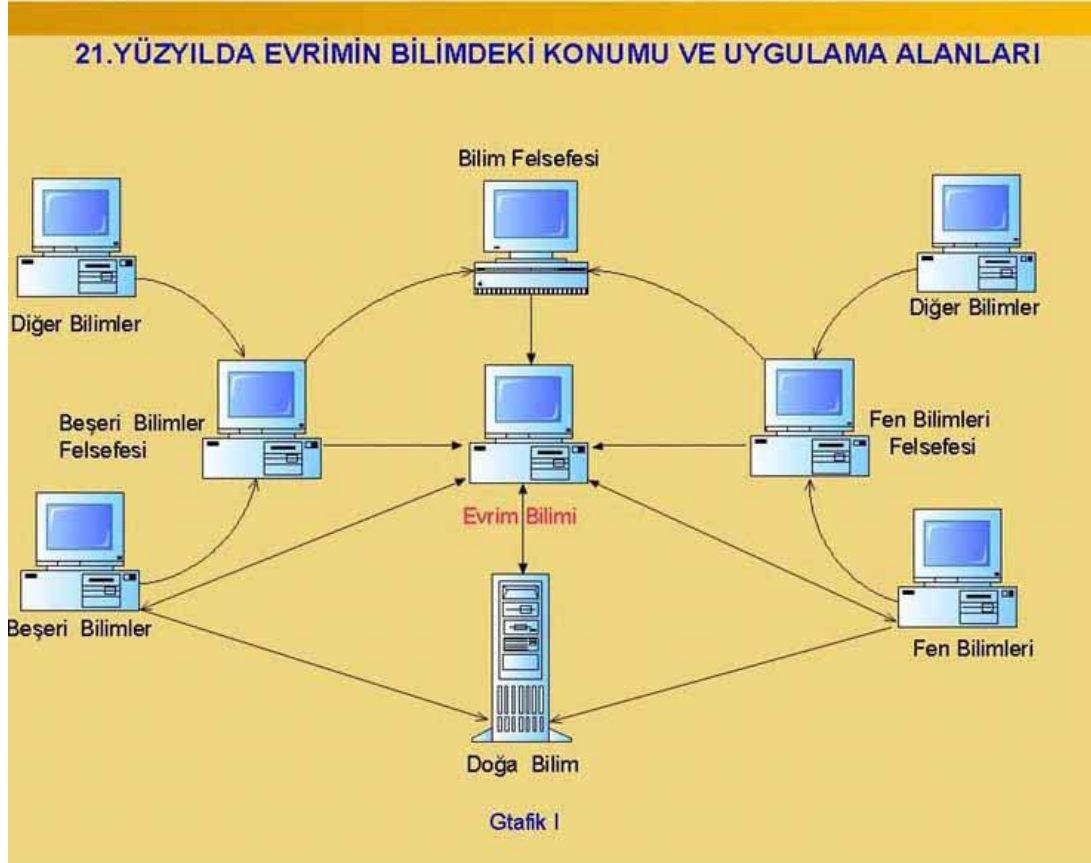 21.YÜZYILDA EVRİMİN BİLİMDEKİ KONUMU VE UYGULAMA ALANLARI
Bilim Felsefesi
Diğer Bilimler
Diğer Bilimler
Beşeri Bilimler
Felsefesi
Fen Bilimleri
Felsefesi
Evrim Bilimi
Beşeri Bilimler
Fen Bilimleri
Doğa Bilim
Gtafik I